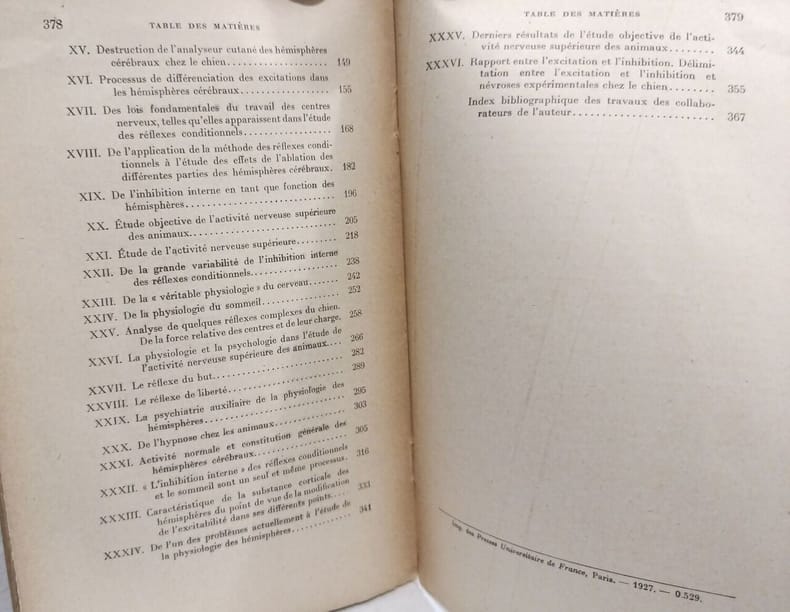 378 TABLE DES MATIÈRES
XV. Destruction de l'analyseur cutané des hémisphères
cérébraux chez le chien.................... 149
XVI. Processus de différenciation des excitations dans
les hémisphères cérébraux.................. 155
XVII. Des lois fondamentales du travail des centres
nerveux, telles qu'elles apparaissent dans l'étude
des réflexes conditionnels................. 168
XVIII. De l'application de la méthode des réflexes condi-
tionnels à l'étude des effets de l'ablation des
différentes parties des hémisphères cérébraux. 182
XIX. De l'inhibition interne en tant que fonction des
hémisphères............................... 196
XX. Étude objective de l'activité nerveuse supérieure
des animaux.............................. 205
XXI. Étude de l'activité nerveuse supérieure......... 218
XXII. De la grande variabilité de l'inhibition interne
des réflexes conditionnels................. 238
XXIII. De la « véritable physiologie » du cerveau....... 242
XXIV. De la physiologie du sommeil................ 252
XXV. Analyse de quelques réflexes complexes du chien.
De la force relative des centres et de leur charge. 258
XXVI. La physiologie et la psychologie dans l'étude de
l'activité nerveuse supérieure des animaux.... 266
XXVII. Le réflexe du but........................ 282
XXVIII. Le réflexe de liberté..................... 289
XXIX. La psychiatrie auxiliaire de la physiologie des
hémisphères............................ 295
XXX. De l'hypnose chez les animaux.............. 303
XXXI. Activité normale et constitution générale des
hémisphères cérébraux.................... 305
XXXII. « L'inhibition interne » des réflexes conditionnels
et le sommeil sont un seul et même processus. 316
XXXIII. Caractéristique de la substance corticale des
hémisphères du point de vue de la modification
de l'excitabilité dans ses différents points..... 333
XXXIV. De l'un des problèmes actuellement à l'étude de
la physiologie des hémisphères............. 341
TABLE DES MATIÈRES 379
XXXV. Derniers résultats de l'étude objective de l'acti-
vité nerveuse supérieure des animaux........ 344
XXXVI. Rapport entre l'excitation et l'inhibition. Délimi-
tation entre l'excitation et l'inhibition et
névroses expérimentales chez le chien........ 355
Index bibliographique des travaux des collabo-
rateurs de l'auteur......................... 367
Imp. des Presses Universitaire de France, Paris. — 1927. — 0.529.